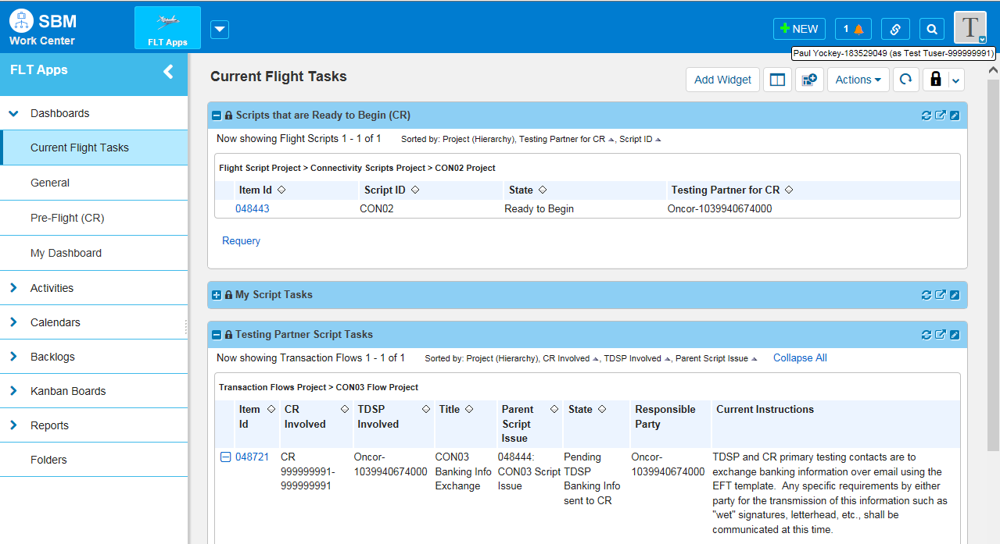 SBM
Work Center
FLT Apps
NEW
1
T
Paul Yockey-183529049 (as Test Tuser-999999991)
FLT Apps
Dashboards
Current Flight Tasks
General
Pre-Flight (CR)
My Dashboard
Activities
Calendars
Backlogs
Kanban Boards
Reports
Folders
Current Flight Tasks
Add Widget
Actions
Scripts that are Ready to Begin (CR)
Now showing Flight Scripts 1 - 1 of 1 Sorted by: Project (Hierarchy), Testing Partner for CR , Script ID
Flight Script Project > Connectivity Scripts Project > CON02 Project
Item Id Script ID State Testing Partner for CR
048443 CON02 Ready to Begin Oncor-1039940674000
Requery
My Script Tasks
Testing Partner Script Tasks
Now showing Transaction Flows 1 - 1 of 1 Sorted by: Project (Hierarchy), CR Involved , TDSP Involved , Parent Script Issue Collapse All
Transaction Flows Project > CON03 Flow Project
Item CR TDSP Title Parent State Responsible Current Instructions
Id Involved Involved Script Party
Issue
048721 CR Oncor- CON03 048444: Pending Oncor- TDSP and CR primary testing contacts are to
999999991- 1039940674000 Banking Info CON03 Script TDSP 1039940674000 exchange banking information over email using the
999999991 Exchange Issue Banking Info EFT template. Any specific requirements by either
sent to CR party for the transmission of this information such as
"wet" signatures, letterhead, etc., shall be
communicated at this time.